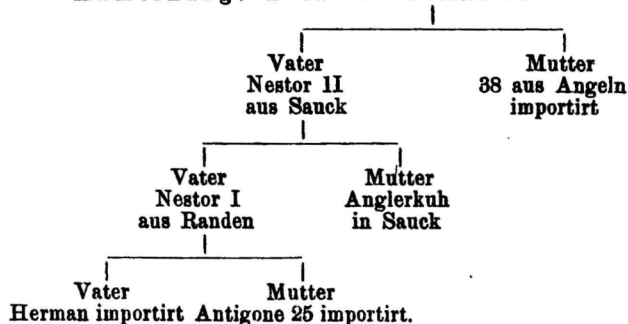 Vater
Nestor 1I
aus Sauck
Mutter
38 aus Angeln
importirt
Vater
Nestor I
aus Randen
Mutter
Anglerkuh
in Sauck
Vater
Mutter
Herman importirt Antigone 25 importirt.